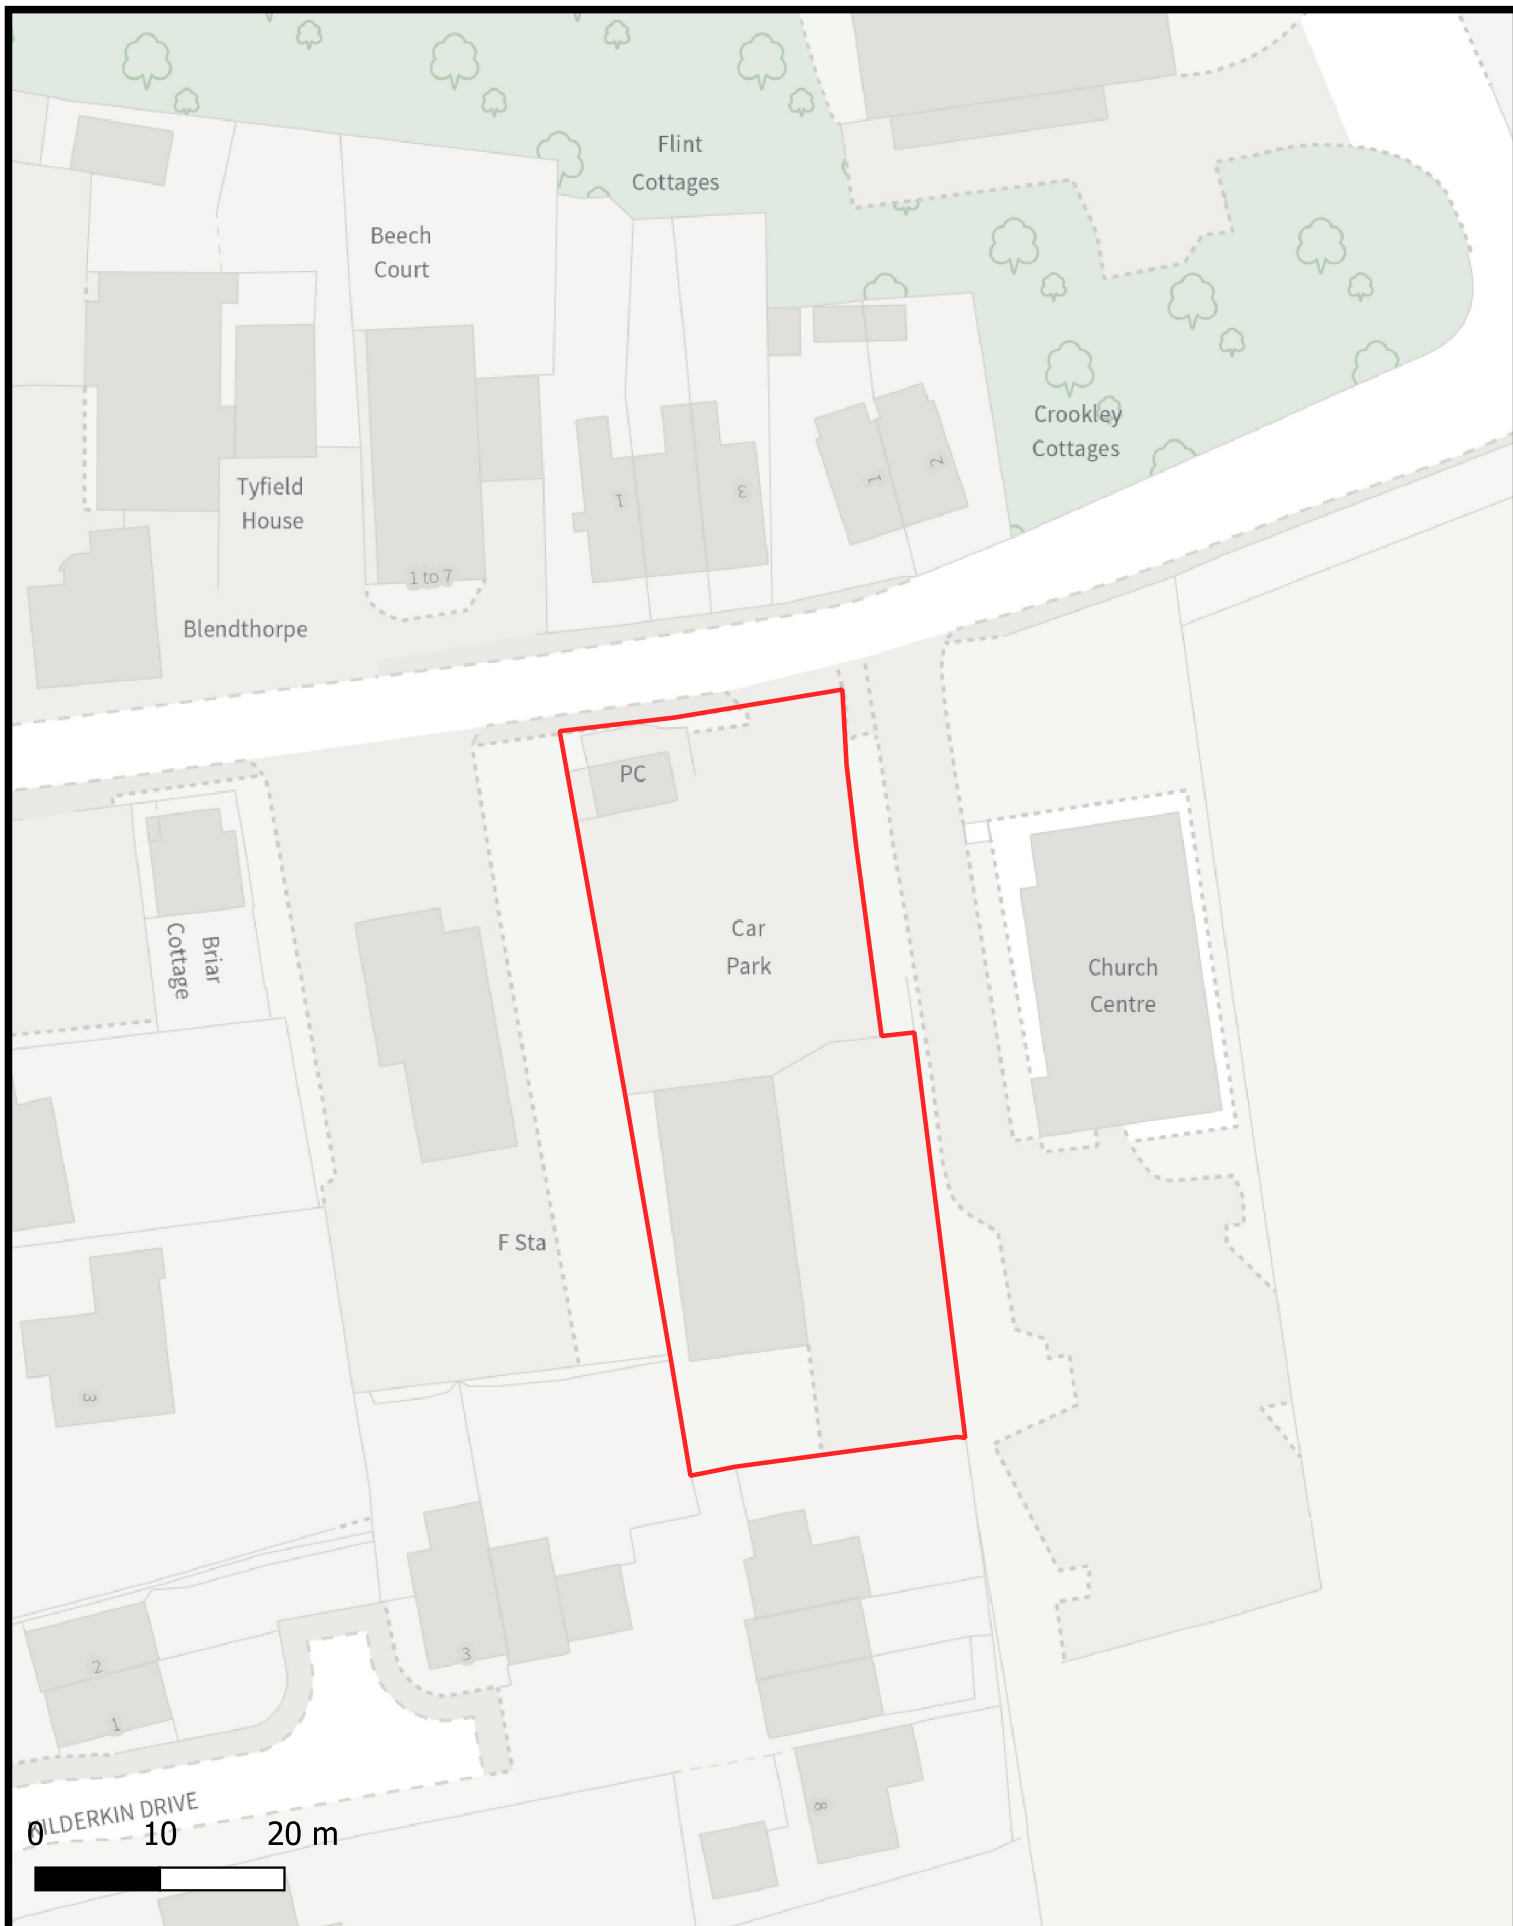 Flint
Cottages
Beech
Court
Crookley
Cottages
Tyfield
House
1
3
1
2
1 to 7
Blendthorpe
PC
Car
Park
Briar
Cottage
Church
Centre
F Sta
3
3
2
1
8
KILDERKIN DRIVE
0 10 20 m